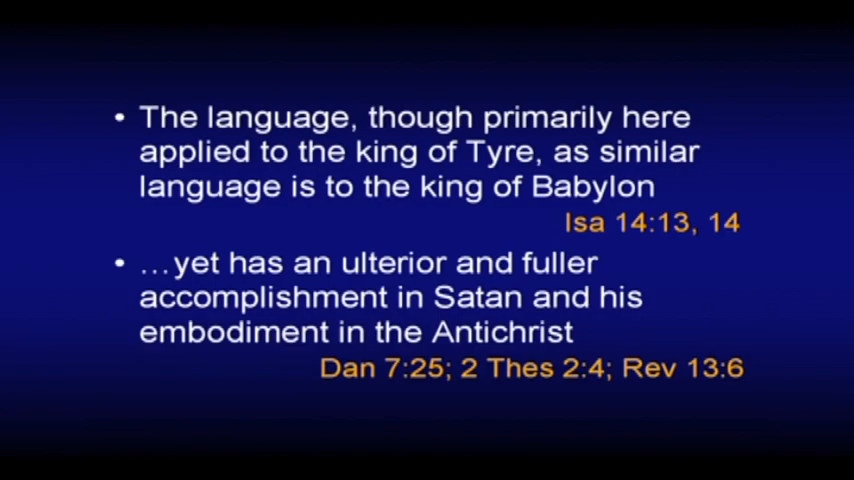 • The language, though primarily here
applied to the king of Tyre, as similar
language is to the king of Babylon
Isa 14:13, 14
• …yet has an ulterior and fuller
accomplishment in Satan and his
embodiment in the Antichrist
Dan 7:25; 2 Thes 2:4; Rev 13:6